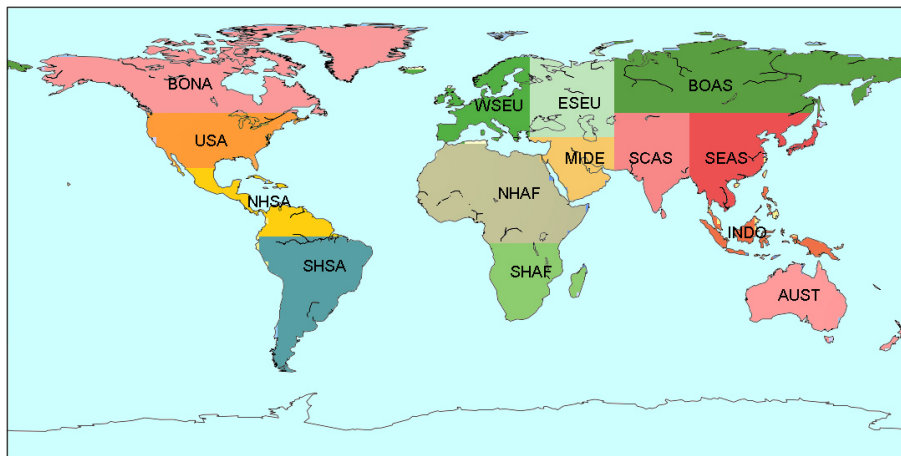 BONA
BOAS
WSEU
ESEU
USA
MIDE
SCAS
SEAS
NHSA
NHAF
INDO
SHSA
SHAF
AUST